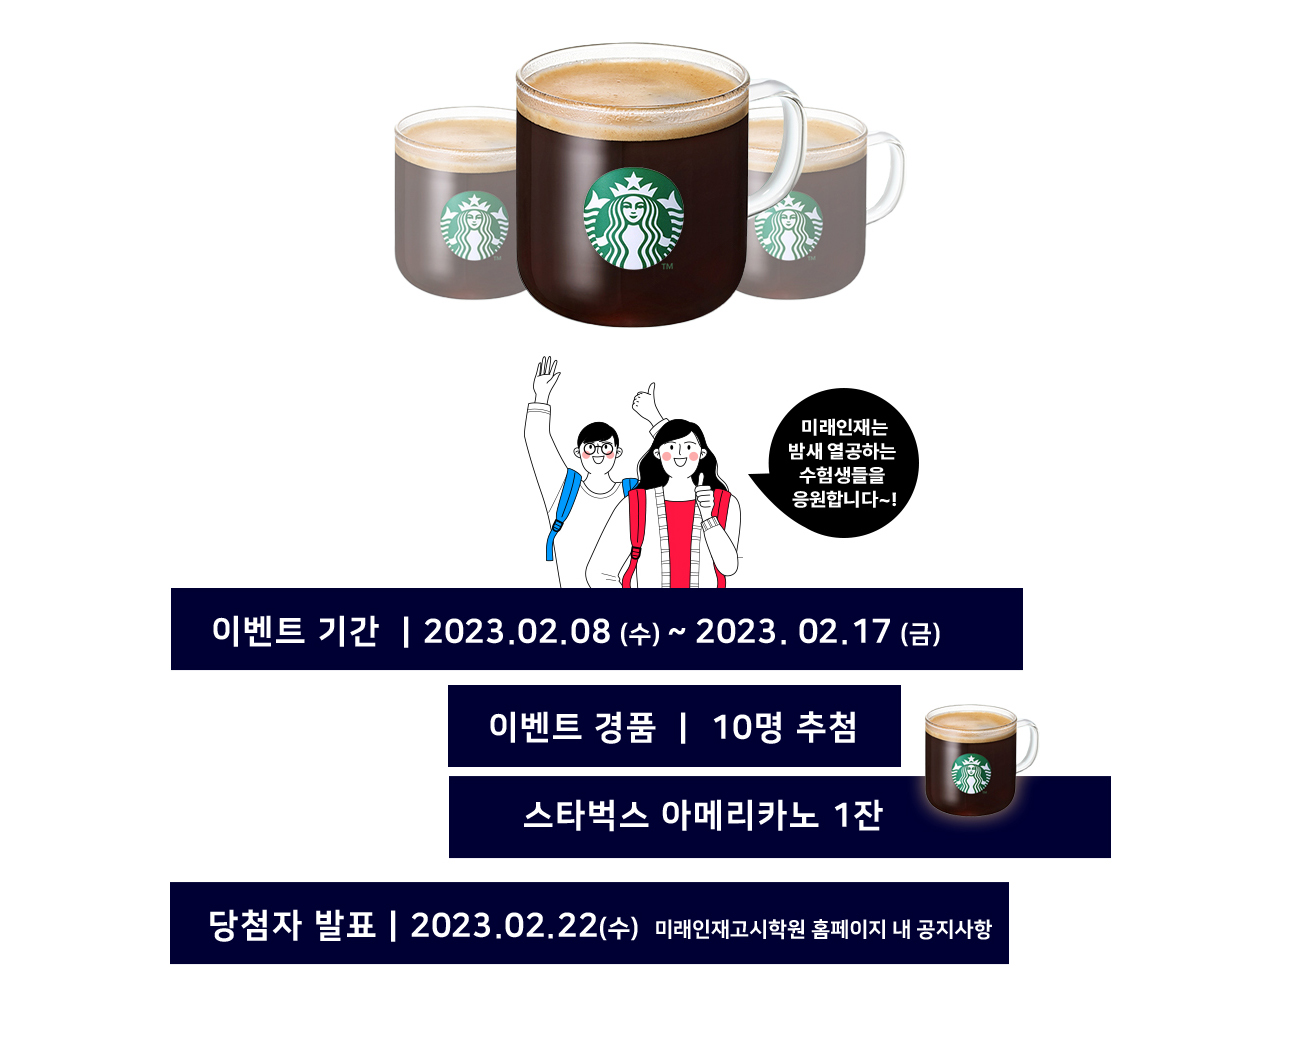 TM
TM
TM
미래인재는
밤새 열공하는
수험생들을
응원합니다~!
이벤트 기간 | 2023.02.08 (수) ~ 2023. 02.17 (금)
이벤트 경품 | 10명 추첨
스타벅스 아메리카노 1잔
당첨자 발표 | 2023.02.22(수) 미래인재고시학원 홈페이지 내 공지사항